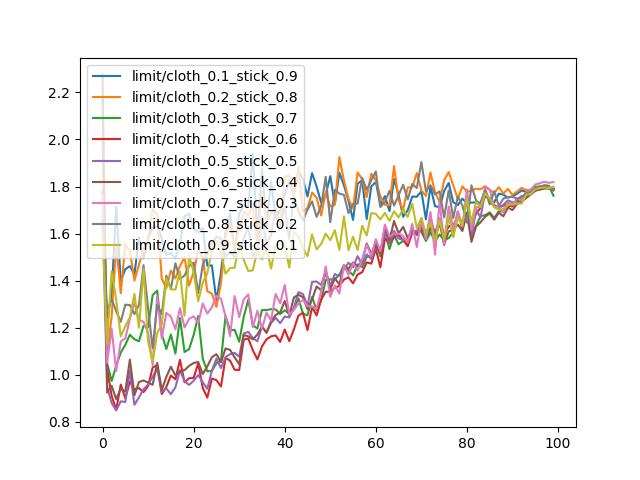 limit/cloth_0.1_stick_0.9
limit/cloth_0.2_stick_0.8
limit/cloth_0.3_stick_0.7
limit/cloth_0.4_stick_0.6
limit/cloth_0.5_stick_0.5
limit/cloth_0.6_stick_0.4
limit/cloth_0.7_stick_0.3
limit/cloth_0.8_stick_0.2
limit/cloth_0.9_stick_0.1
2.2
2.0
1.8
1.6
1.4
1.2
1.0
0.8
0 20 40 60 80 100